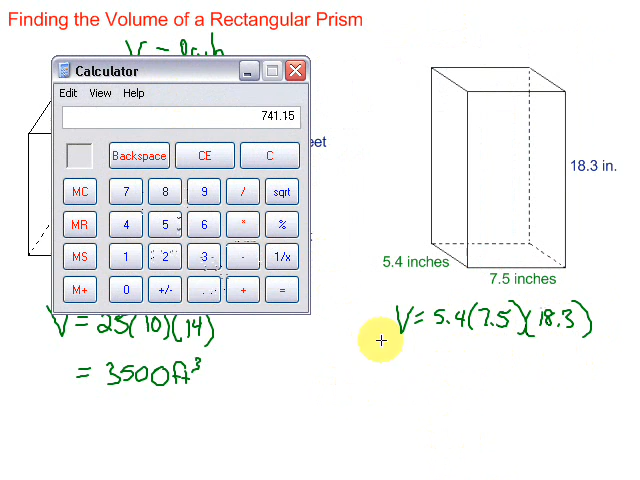 Finding the Volume of a Rectangular Prism
Calculator
Edit View Help
741.15
Backspace CE C
MC 7 8 9 / sqrt
MR 4 5 6 * %
MS 1 2 3 - 1/x
M+ 0 +/- . + =
V = 25(10)(14)
= 3500ft³
18.3 in.
5.4 inches
7.5 inches
V = 5.4(7.5)(18.3)